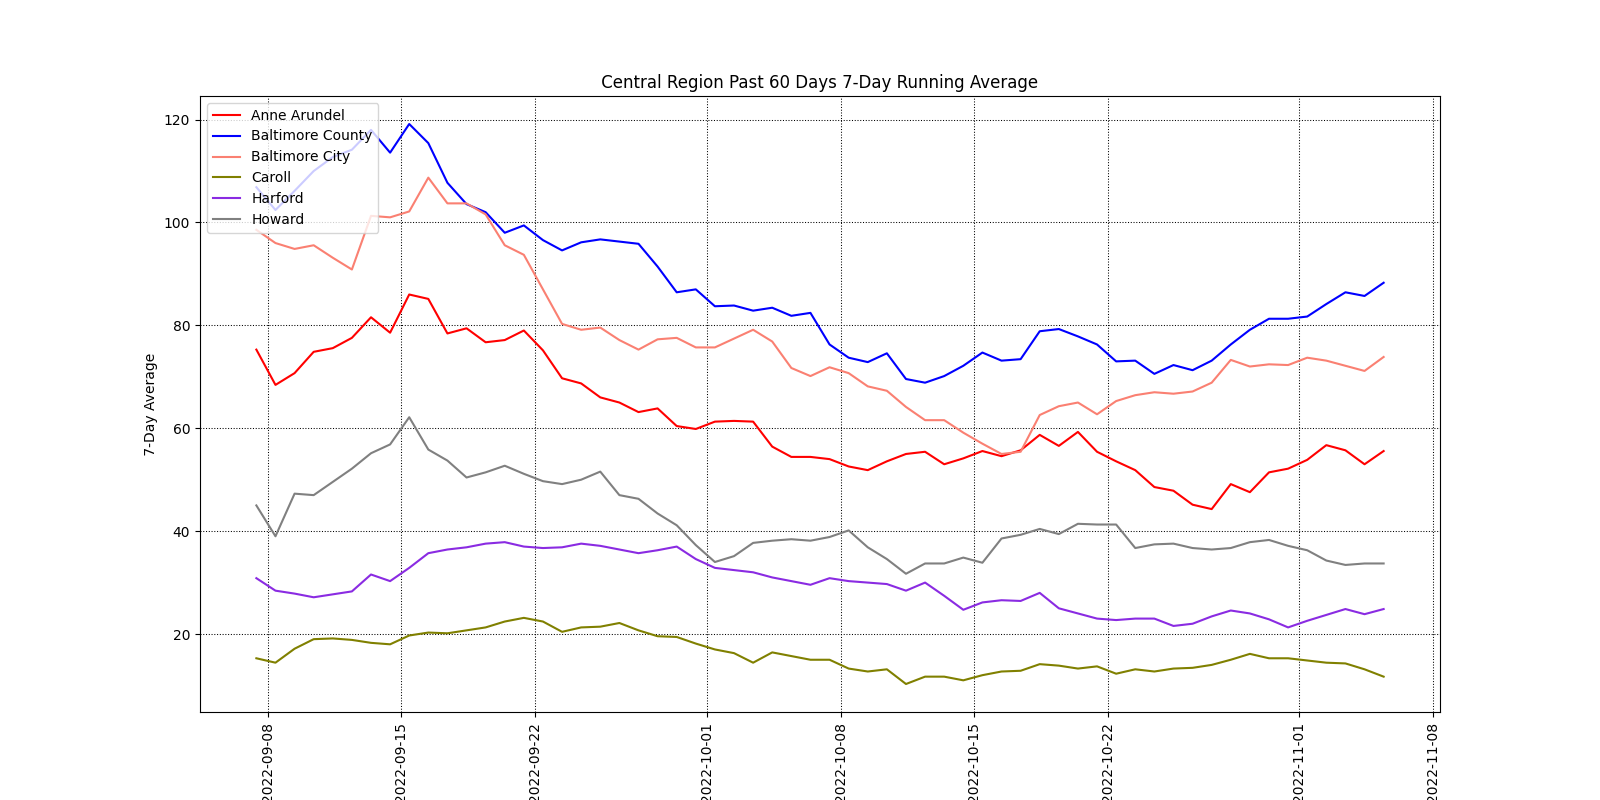 Central Region Past 60 Days 7-Day Running Average
Anne Arundel
Baltimore County
Baltimore City
Caroll
Harford
Howard
7-Day Average
120
100
80
60
40
20
2022-09-08
2022-09-15
2022-09-22
2022-10-01
2022-10-08
2022-10-15
2022-10-22
2022-11-01
2022-11-08